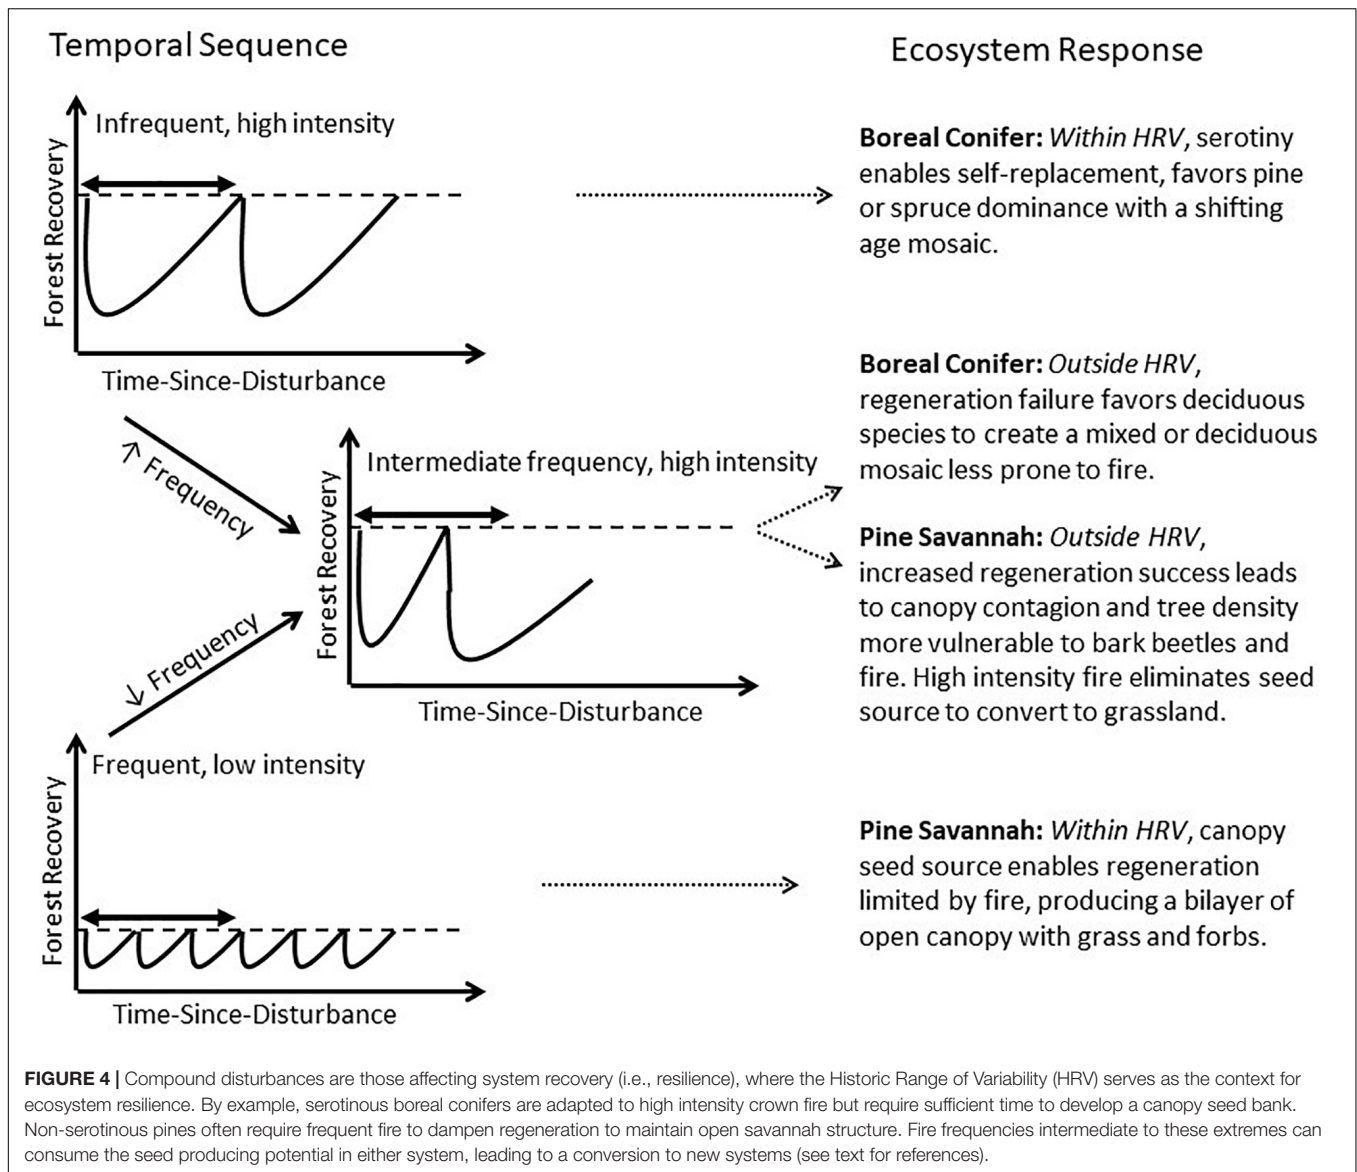 Temporal Sequence
Ecosystem Response
Infrequent, high intensity
Forest Recovery
Time-Since-Disturbance
Boreal Conifer: Within HRV, serotiny
enables self-replacement, favors pine
or spruce dominance with a shifting
age mosaic.
↑ Frequency
Intermediate frequency, high intensity
Forest Recovery
Time-Since-Disturbance
Boreal Conifer: Outside HRV,
regeneration failure favors deciduous
species to create a mixed or deciduous
mosaic less prone to fire.
Pine Savannah: Outside HRV,
increased regeneration success leads
to canopy contagion and tree density
more vulnerable to bark beetles and
fire. High intensity fire eliminates seed
source to convert to grassland.
↓ Frequency
Frequent, low intensity
Forest Recovery
Time-Since-Disturbance
Pine Savannah: Within HRV, canopy
seed source enables regeneration
limited by fire, producing a bilayer of
open canopy with grass and forbs.
FIGURE 4 | Compound disturbances are those affecting system recovery (i.e., resilience), where the Historic Range of Variability (HRV) serves as the context for
ecosystem resilience. By example, serotinous boreal conifers are adapted to high intensity crown fire but require sufficient time to develop a canopy seed bank.
Non-serotinous pines often require frequent fire to dampen regeneration to maintain open savannah structure. Fire frequencies intermediate to these extremes can
consume the seed producing potential in either system, leading to a conversion to new systems (see text for references).